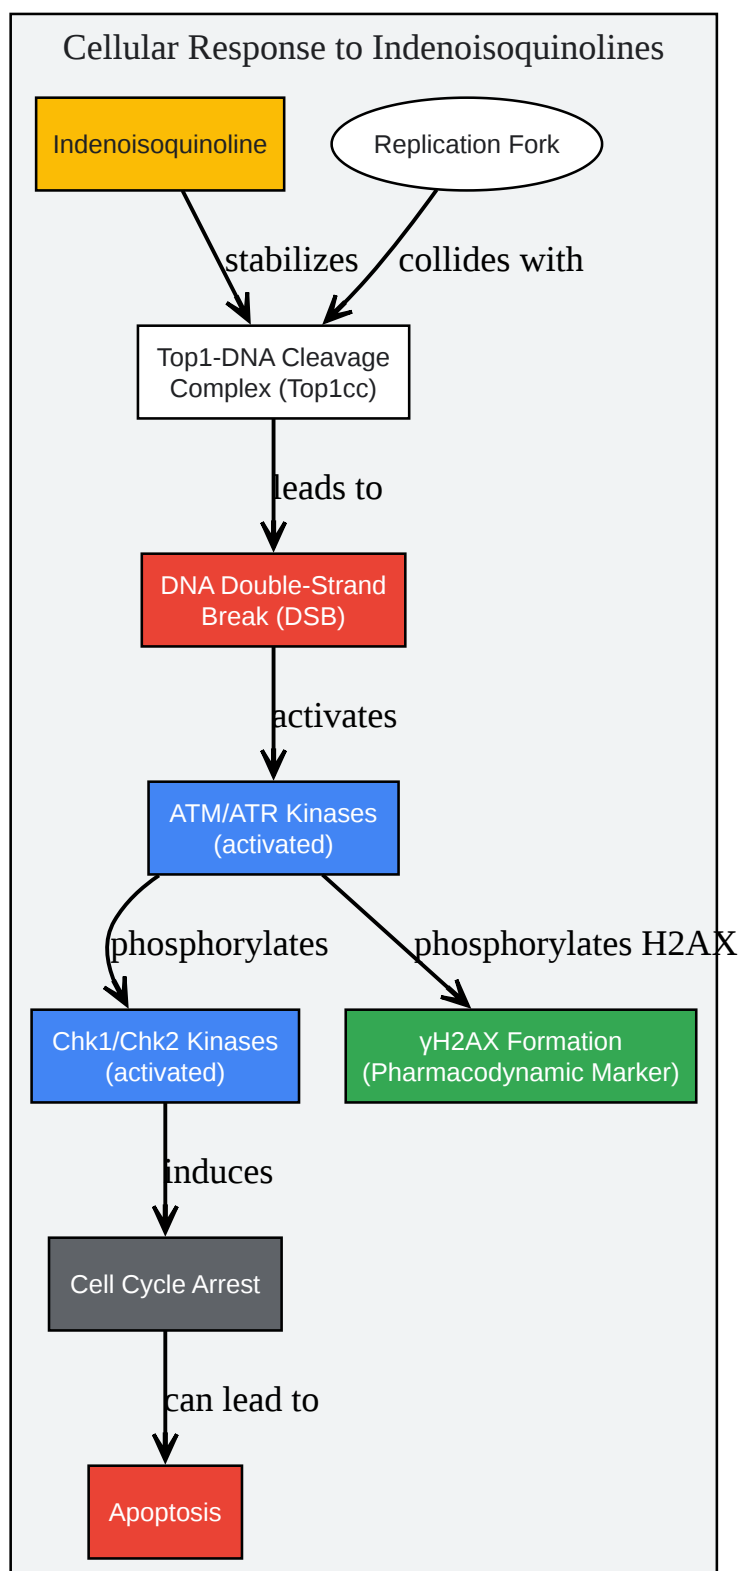 Cellular Response to Indenoisoquinolines
Indenoisoquinoline
Replication Fork
stabilizes
collides with
Top1-DNA Cleavage
Complex (Top1cc)
leads to
DNA Double-Strand
Break (DSB)
activates
ATM/ATR Kinases
(activated)
phosphorylates
phosphorylates H2AX
Chk1/Chk2 Kinases
(activated)
γH2AX Formation
(Pharmacodynamic Marker)
induces
Cell Cycle Arrest
can lead to
Apoptosis